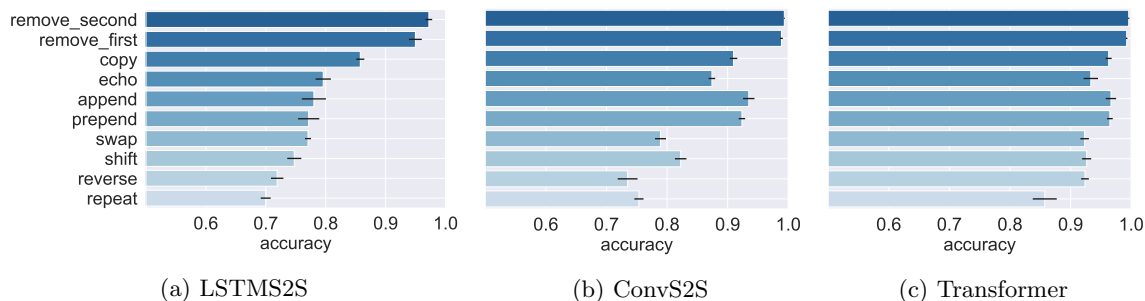 remove_second
remove_first
copy
echo
append
prepend
swap
shift
reverse
repeat
0.6 0.7 0.8 0.9 1.0
accuracy
0.6 0.7 0.8 0.9 1.0
accuracy
0.6 0.7 0.8 0.9 1.0
accuracy
(a) LSTMS2S
(b) ConvS2S
(c) Transformer